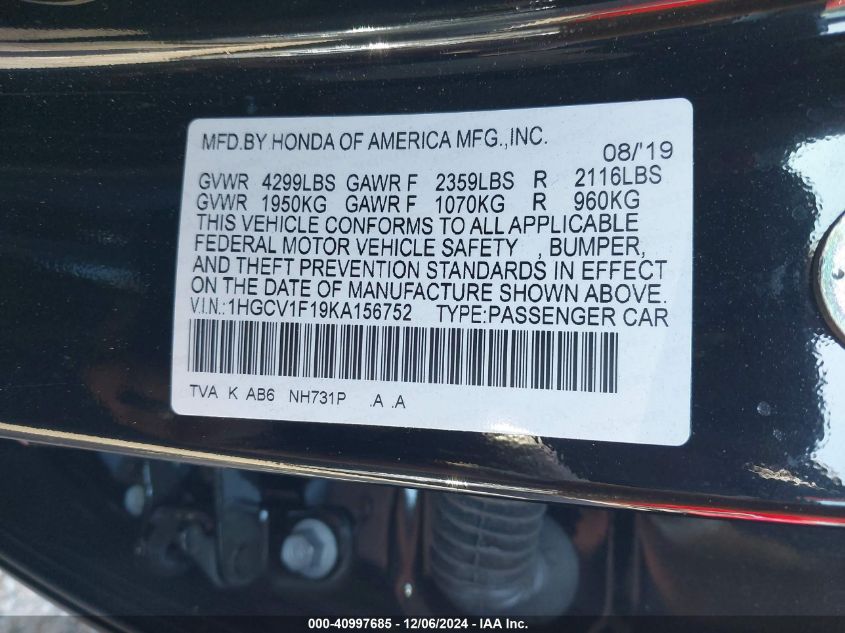 MFD.BY HONDA OF AMERICA MFG.,INC. 08/'19
GVWR 4299LBS GAWR F 2359LBS R 2116LBS
GVWR 1950KG GAWR F 1070KG R 960KG
THIS VEHICLE CONFORMS TO ALL APPLICABLE
FEDERAL MOTOR VEHICLE SAFETY , BUMPER,
AND THEFT PREVENTION STANDARDS IN EFFECT
ON THE DATE OF MANUFACTURE SHOWN ABOVE.
V.I.N.:1HGCV1F19KA156752 TYPE:PASSENGER CAR
TVA K AB6 NH731P .A .A
000-40997685 - 12/06/2024 - IAA Inc.